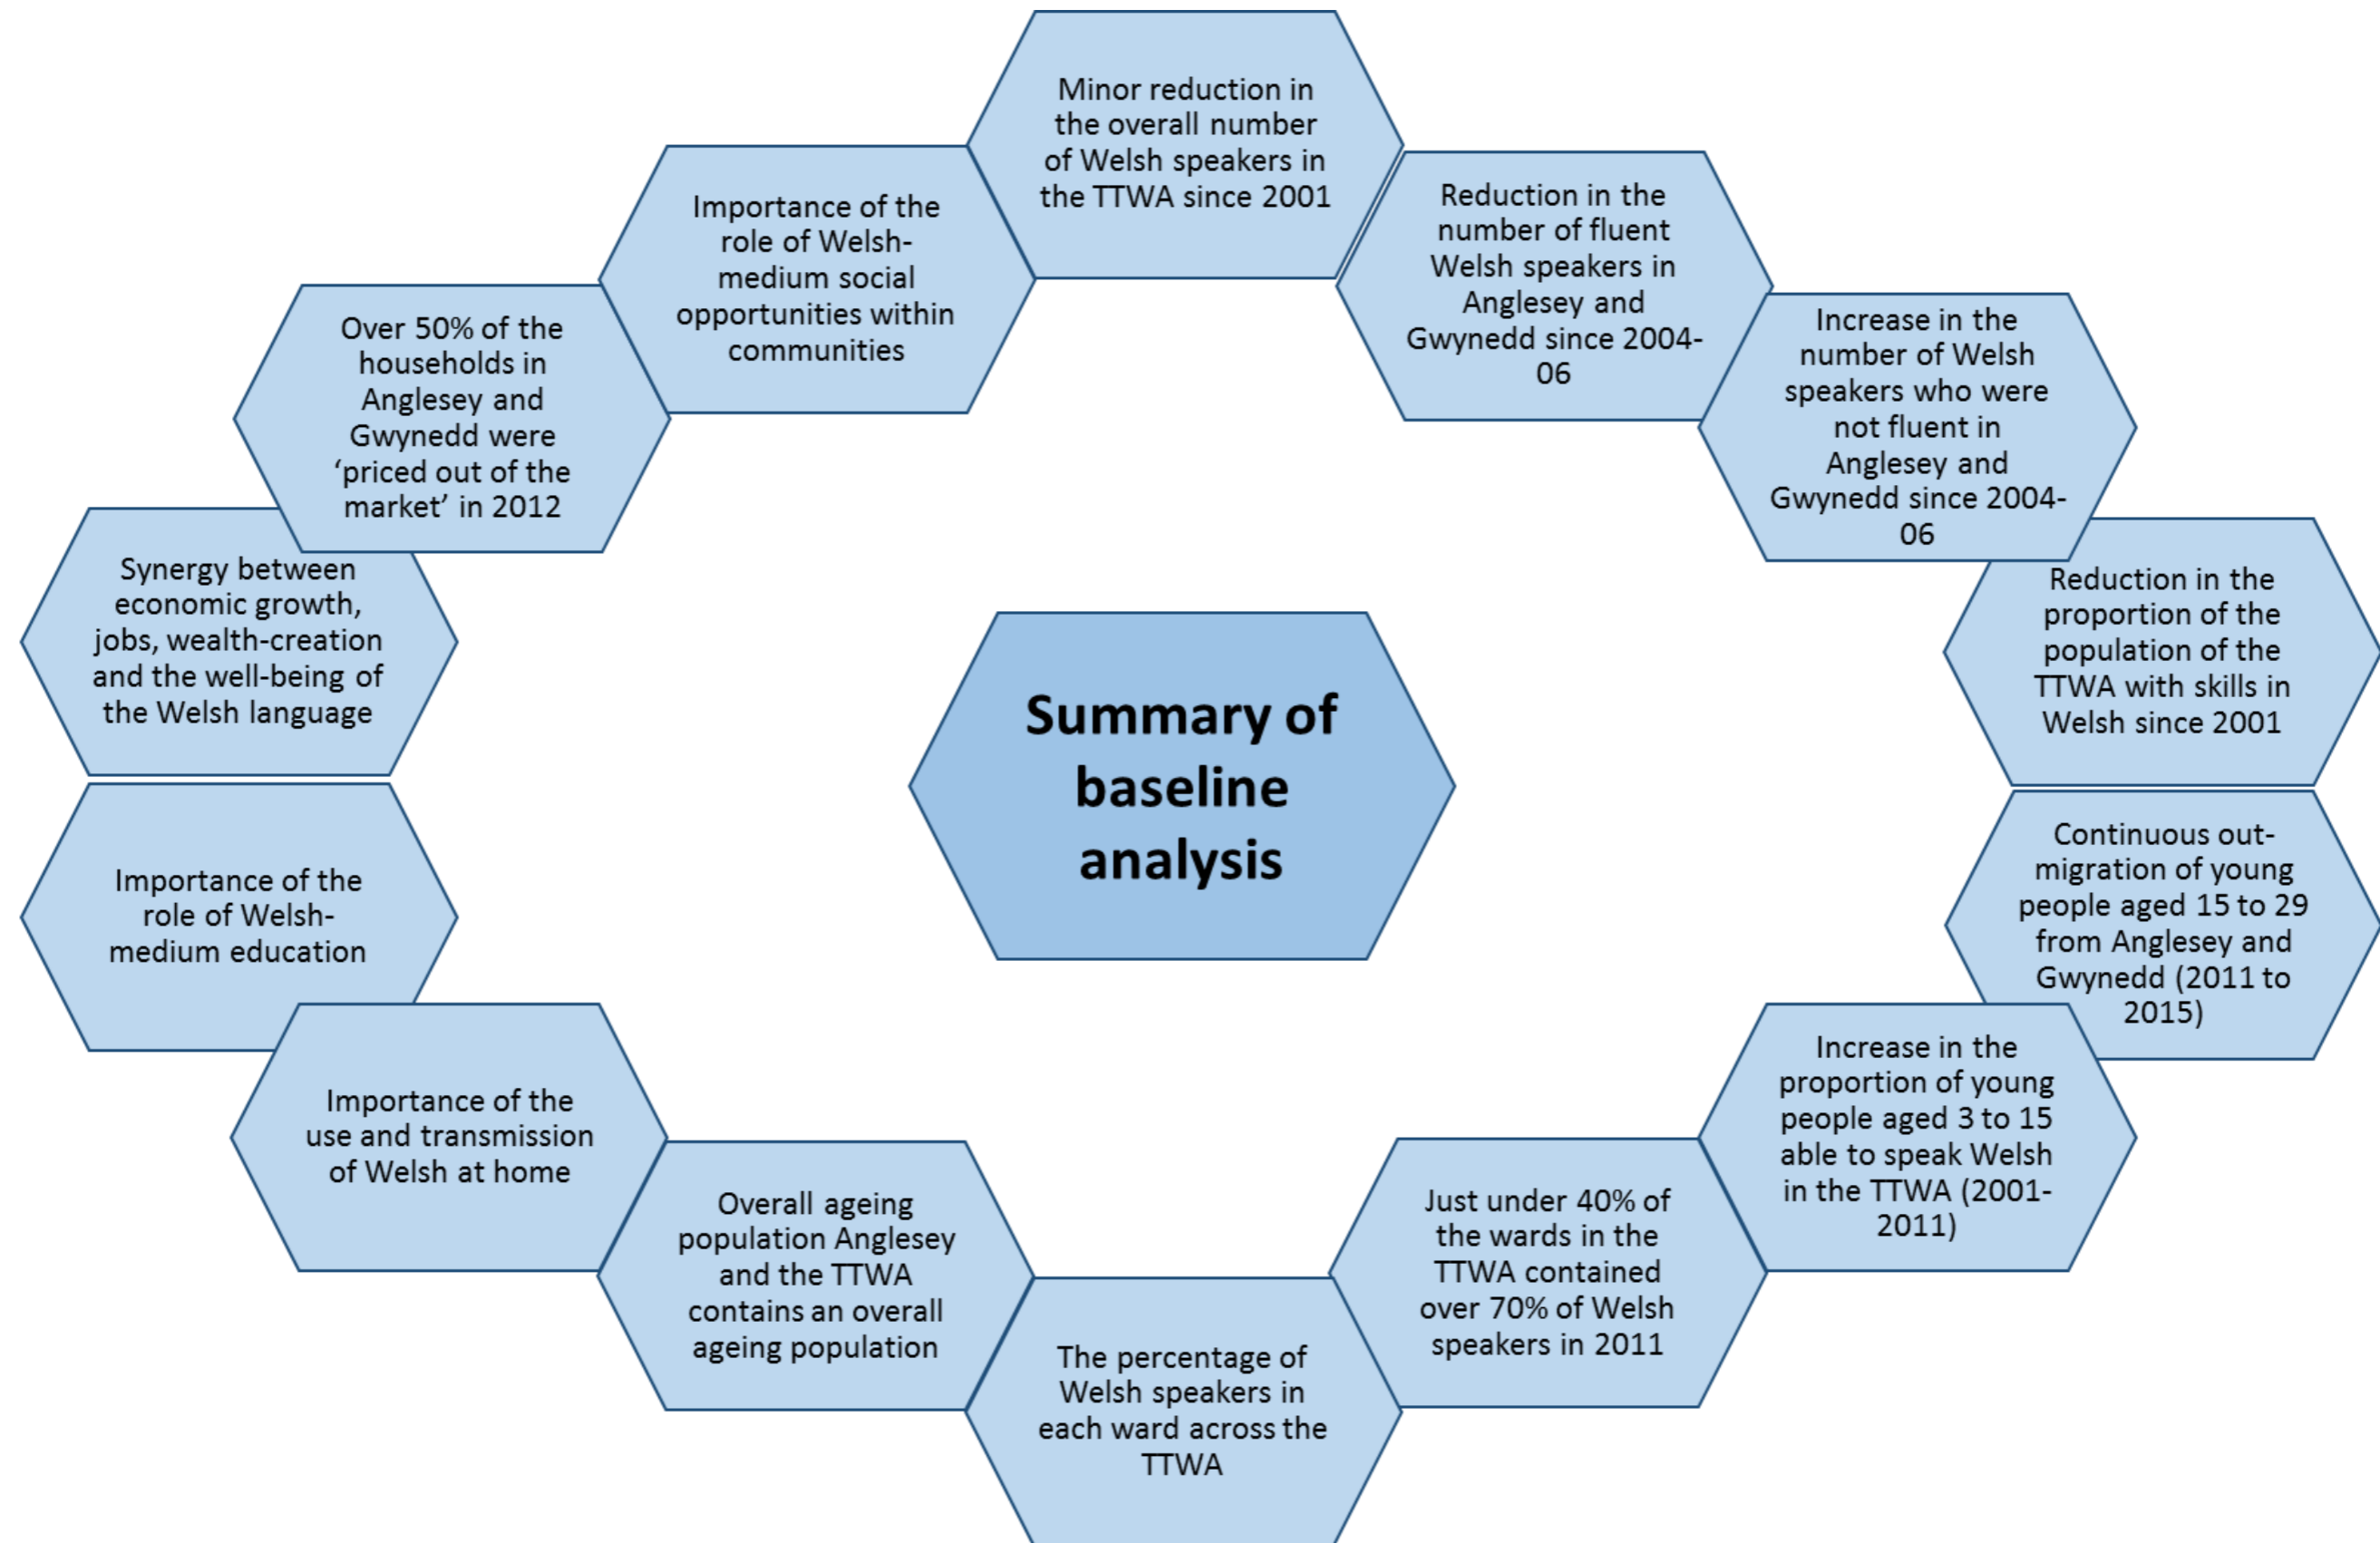 Minor reduction in
the overall number
of Welsh speakers in
the TTWA since 2001
Reduction in the
number of fluent
Welsh speakers in
Anglesey and
Gwynedd since 2004-
06
Increase in the
number of Welsh
speakers who were
not fluent in
Anglesey and
Gwynedd since 2004-
06
Reduction in the
proportion of the
population of the
TTWA with skills in
Welsh since 2001
Continuous out-
migration of young
people aged 15 to 29
from Anglesey and
Gwynedd (2011 to
2015)
Increase in the
proportion of young
people aged 3 to 15
able to speak Welsh
in the TTWA (2001-
2011)
Just under 40% of
the wards in the
TTWA contained
over 70% of Welsh
speakers in 2011
The percentage of
Welsh speakers in
each ward across the
TTWA
Overall ageing
population Anglesey
and the TTWA
contains an overall
ageing population
Importance of the
use and transmission
of Welsh at home
Importance of the
role of Welsh-
medium education
Synergy between
economic growth,
jobs, wealth-creation
and the well-being of
the Welsh language
Over 50% of the
households in
Anglesey and
Gwynedd were
‘priced out of the
market’ in 2012
Importance of the
role of Welsh-
medium social
opportunities within
communities
Summary of
baseline
analysis